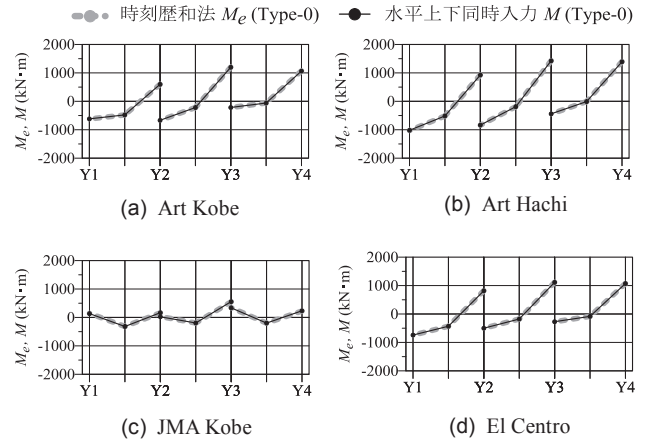 時刻歴和法 Me (Type-0) 水平上下同時入力 M (Type-0)
Me, M (kN·m)
2000
1000
0
-1000
-2000
Y1 Y2 Y3 Y4
(a) Art Kobe
Me, M (kN·m)
2000
1000
0
-1000
-2000
Y1 Y2 Y3 Y4
(b) Art Hachi
Me, M (kN·m)
2000
1000
0
-1000
-2000
Y1 Y2 Y3 Y4
(c) JMA Kobe
Me, M (kN·m)
2000
1000
0
-1000
-2000
Y1 Y2 Y3 Y4
(d) El Centro